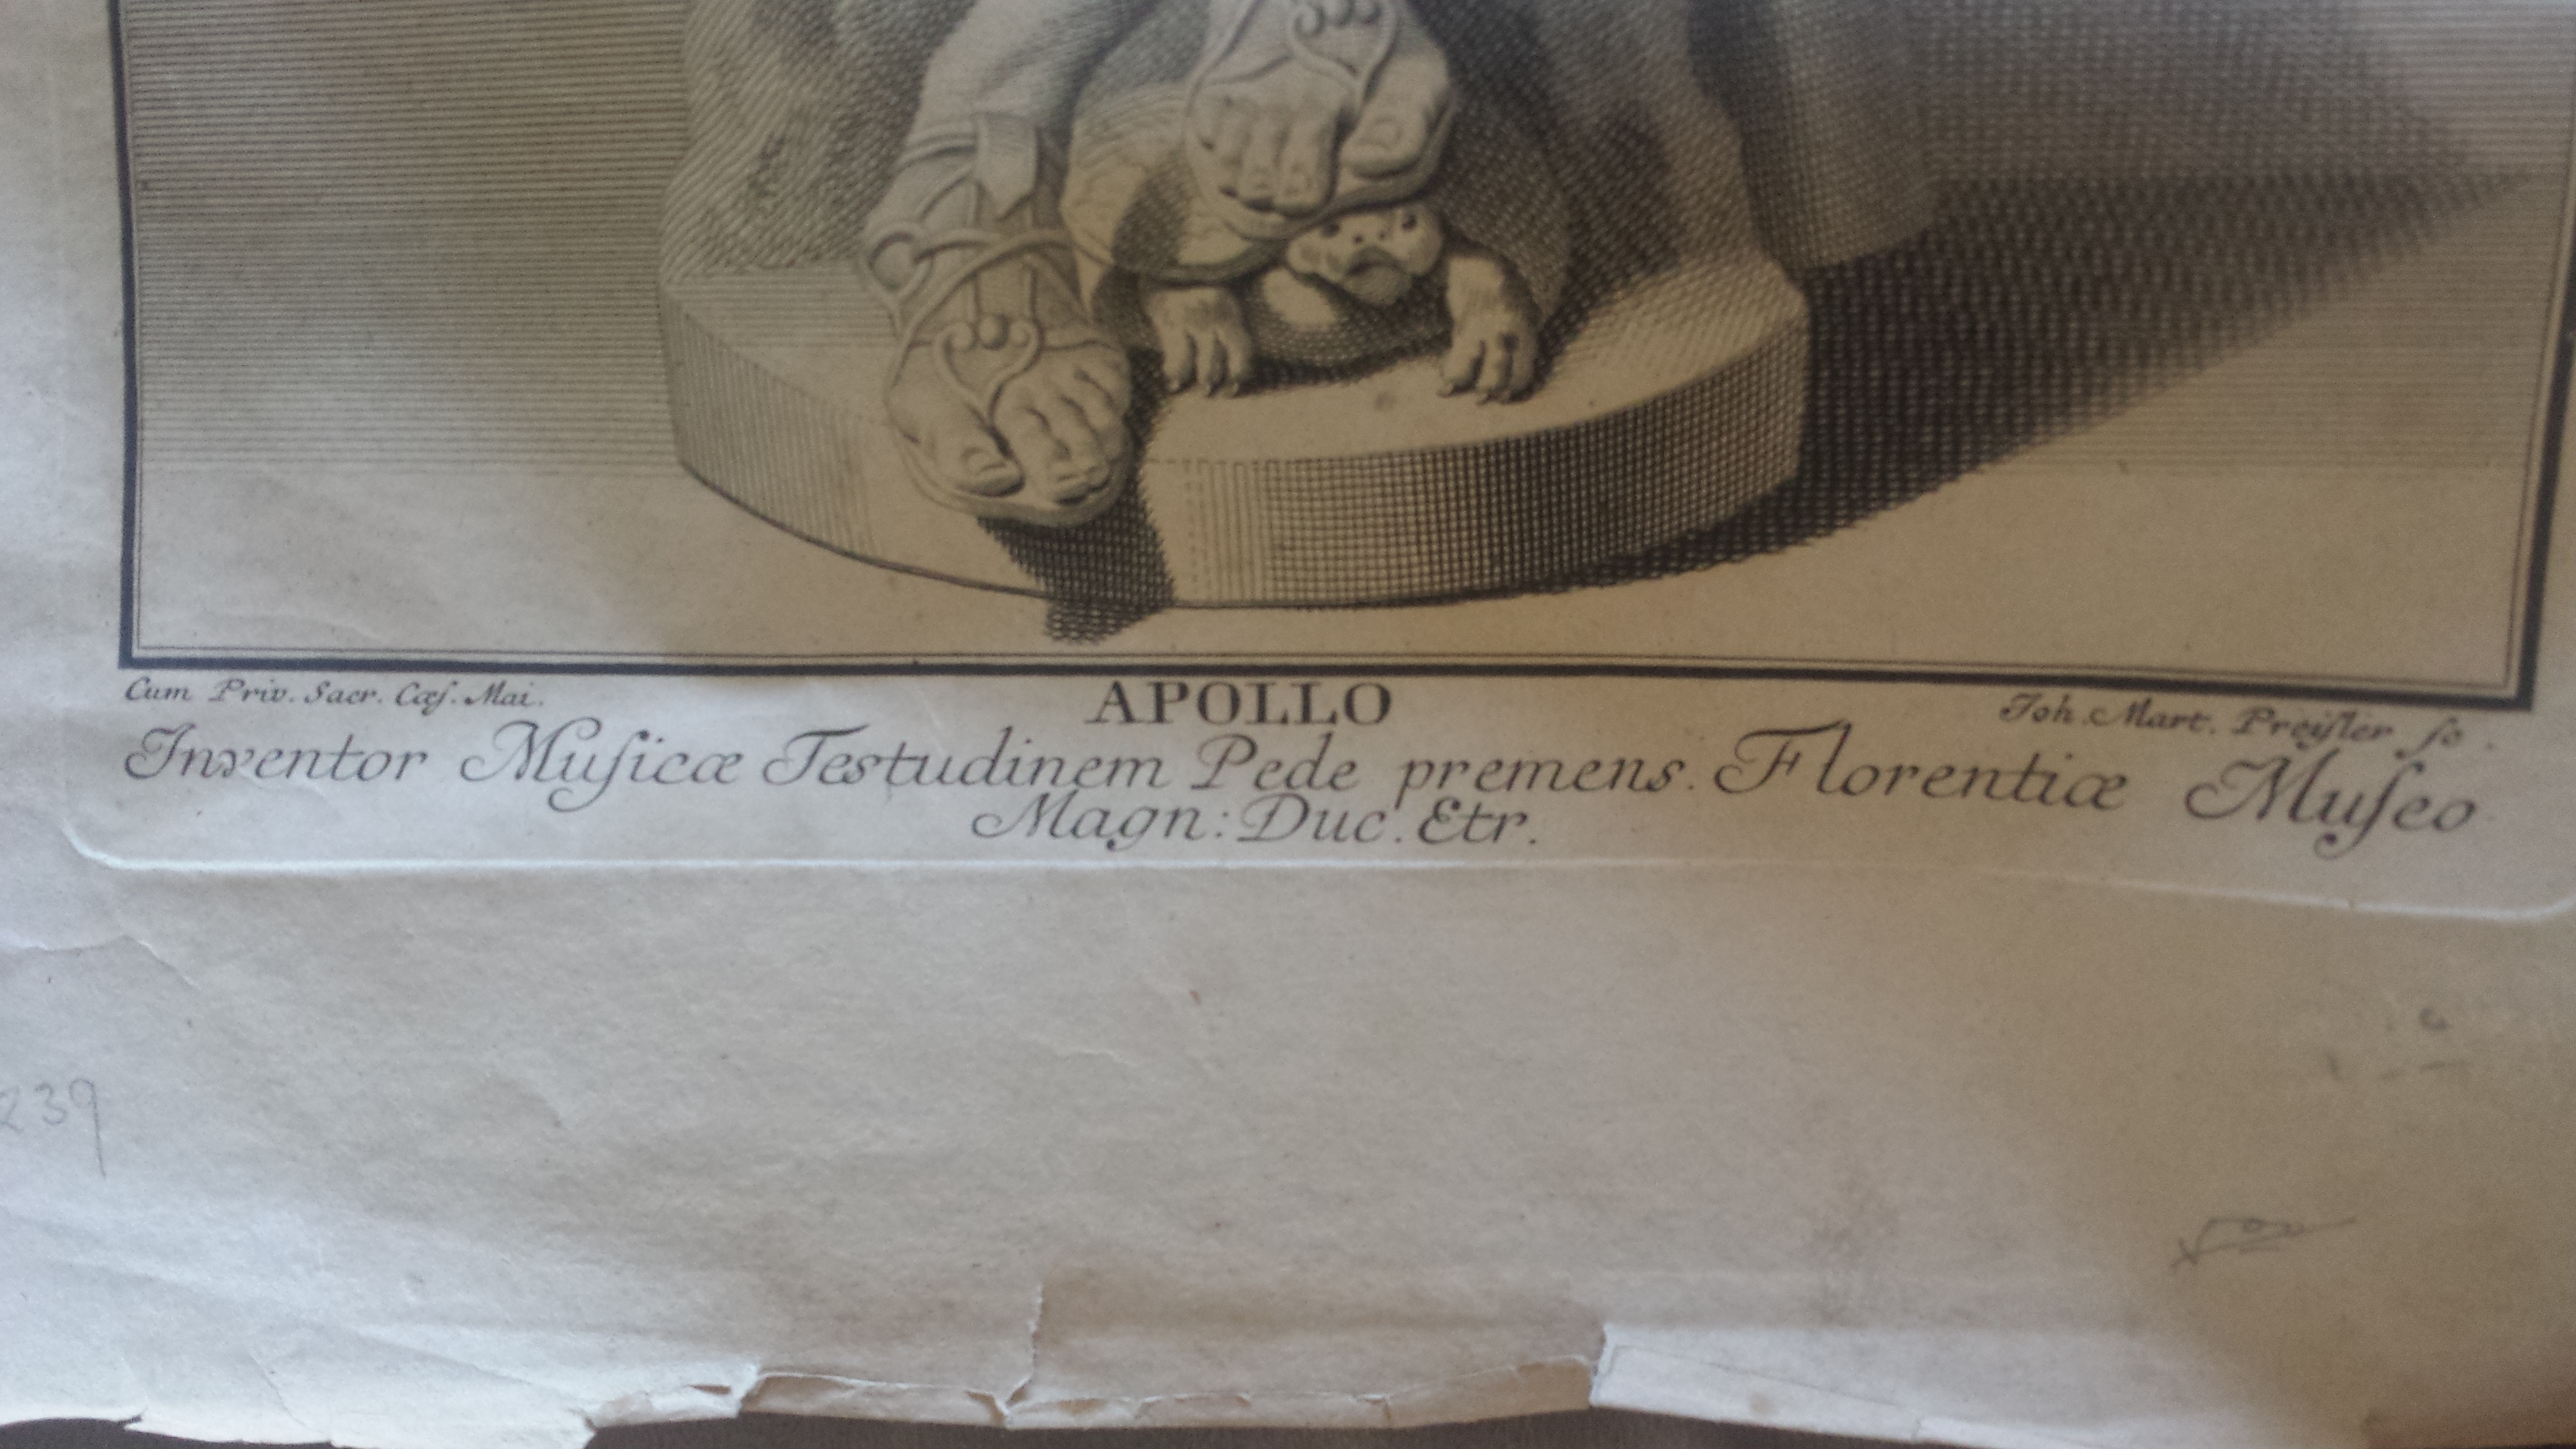 Cum Priv. Sacr. Cæſ. Mai.
APOLLO
Joh. Mart. Preiſler ſc.
Inventor Muſicæ Testudinem Pede premens. Florentiæ Muſeo
Magn: Duc. Etr.
239